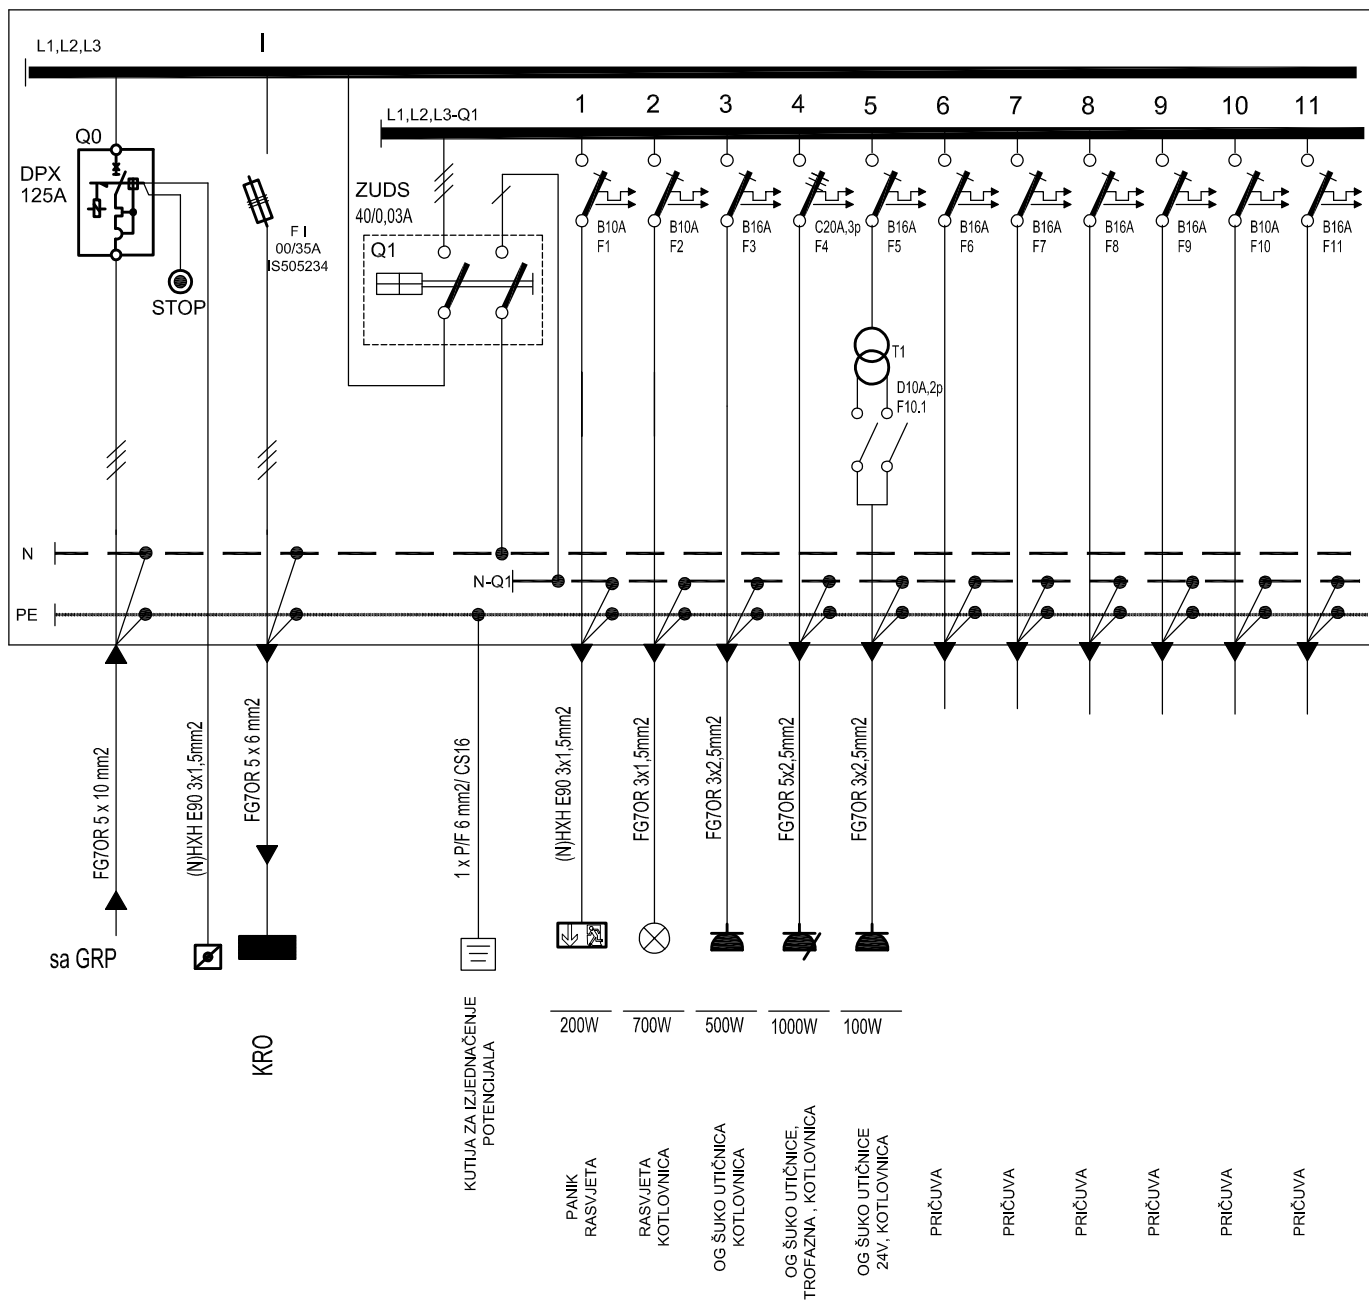 L1,L2,L3
I
L1,L2,L3-Q1
1
2
3
4
5
6
7
8
9
10
11
Q0
DPX
125A
STOP
F I
00/35A
IS505234
ZUDS
40/0,03A
Q1
B10A
F1
B10A
F2
B16A
F3
C20A,3p
F4
B16A
F5
B16A
F6
B16A
F7
B16A
F8
B16A
F9
B10A
F10
B16A
F11
T1
D10A,2p
F10.1
N
N-Q1
PE
FG7OR 5 x 10 mm2
(N)HXH E90 3x1,5mm2
FG7OR 5 x 6 mm2
1 x P/F 6 mm2/ CS16
(N)HXH E90 3x1,5mm2
FG7OR 3x1,5mm2
FG7OR 3x2,5mm2
FG7OR 5x2,5mm2
FG7OR 3x2,5mm2
sa GRP
KRO
KUTIJA ZA IZJEDNAČENJE
POTENCIJALA
200W
700W
500W
1000W
100W
PANIK
RASVJETA
RASVJETA
KOTLOVNICA
OG ŠUKO UTIČNICA
KOTLOVNICA
OG ŠUKO UTIČNICE,
TROFAZNA , KOTLOVNICA
OG ŠUKO UTIČNICE
24V, KOTLOVNICA
PRIČUVA
PRIČUVA
PRIČUVA
PRIČUVA
PRIČUVA
PRIČUVA